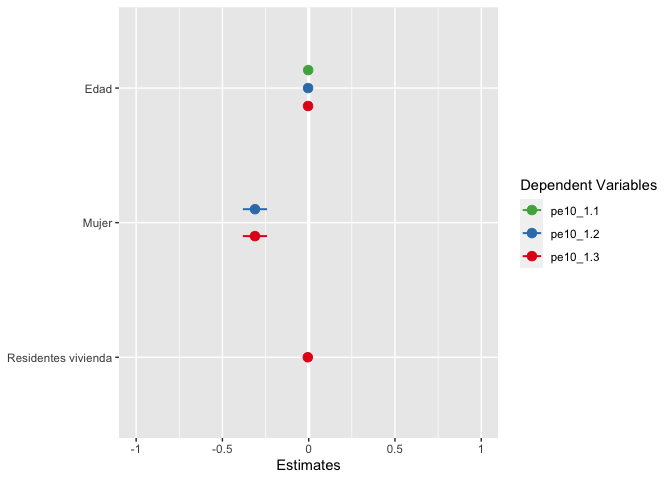 Edad
Mujer
Residentes vivienda
-1
-0.5
0
0.5
1
Estimates
Dependent Variables
pe10_1.1
pe10_1.2
pe10_1.3